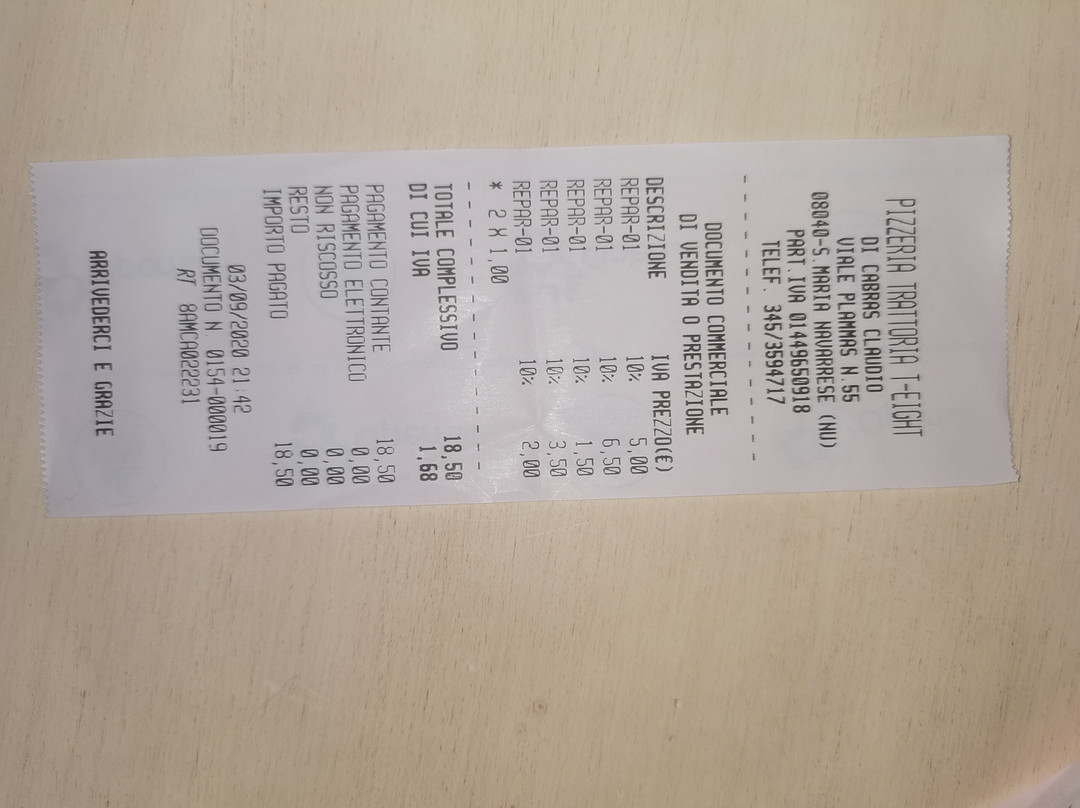 PIZZERIA TRATTORIA T-EIGHT
DI CABRAS CLAUDIO
VIALE PLAMMAS N.55
08040-S.MARIA NAVARRESE (NU)
PART.IVA 01449650918
TELEF. 345/3594717
- - - - - - - - - - - - - - -
DOCUMENTO COMMERCIALE
DI VENDITA O PRESTAZIONE
DESCRIZIONE IVA PREZZO(€)
REPAR-01 10% 5,00
REPAR-01 10% 6,50
REPAR-01 10% 1,50
REPAR-01 10% 3,50
REPAR-01 10% 2,00
* 2 X 1,00
- - - - - - - - - - - - - - -
TOTALE COMPLESSIVO 18,50
DI CUI IVA 1,68
PAGAMENTO CONTANTE 18,50
PAGAMENTO ELETTRONICO 0,00
NON RISCOSSO 0,00
RESTO 0,00
IMPORTO PAGATO 18,50
03/09/2020 21:42
DOCUMENTO N. 0154-000019
RT 8AMCA022231
ARRIVEDERCI E GRAZIE